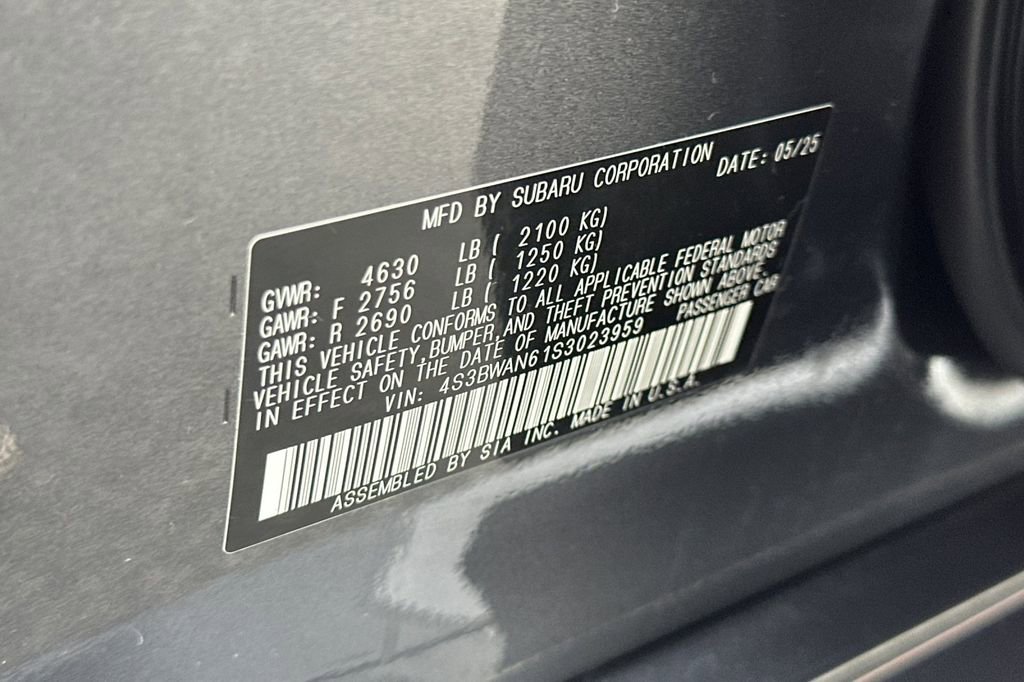 MFD BY SUBARU CORPORATION DATE: 05/25
GVWR: 4630 LB ( 2100 KG)
GAWR: F 2756 LB ( 1250 KG)
GAWR: R 2690 LB ( 1220 KG)
THIS VEHICLE CONFORMS TO ALL APPLICABLE FEDERAL MOTOR
VEHICLE SAFETY, BUMPER, AND THEFT PREVENTION STANDARDS
IN EFFECT ON THE DATE OF MANUFACTURE SHOWN ABOVE.
VIN: 4S3BWAN61S3023959 PASSENGER CAR
ASSEMBLED BY SIA INC. MADE IN U.S.A.